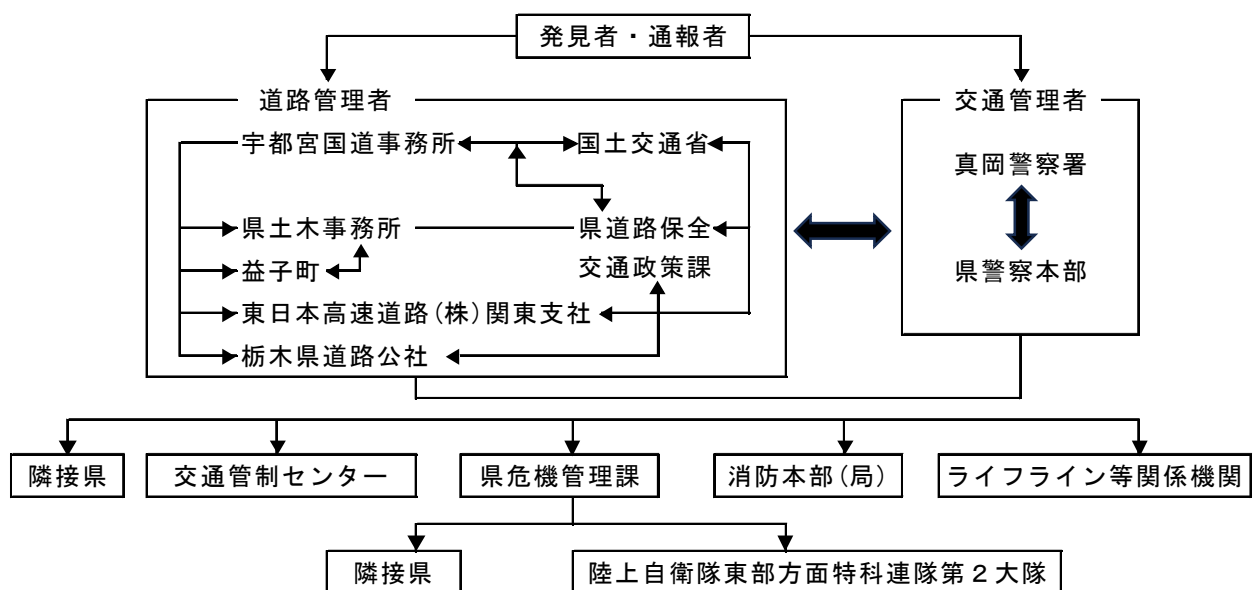 発見者・通報者
道路管理者
交通管理者
宇都宮国道事務所
国土交通省
真岡警察署
県土木事務所
県道路保全
交通政策課
益子町
県警察本部
東日本高速道路(株)関東支社
栃木県道路公社
隣接県
交通管制センター
県危機管理課
消防本部(局)
ライフライン等関係機関
隣接県
陸上自衛隊東部方面特科連隊第2大隊